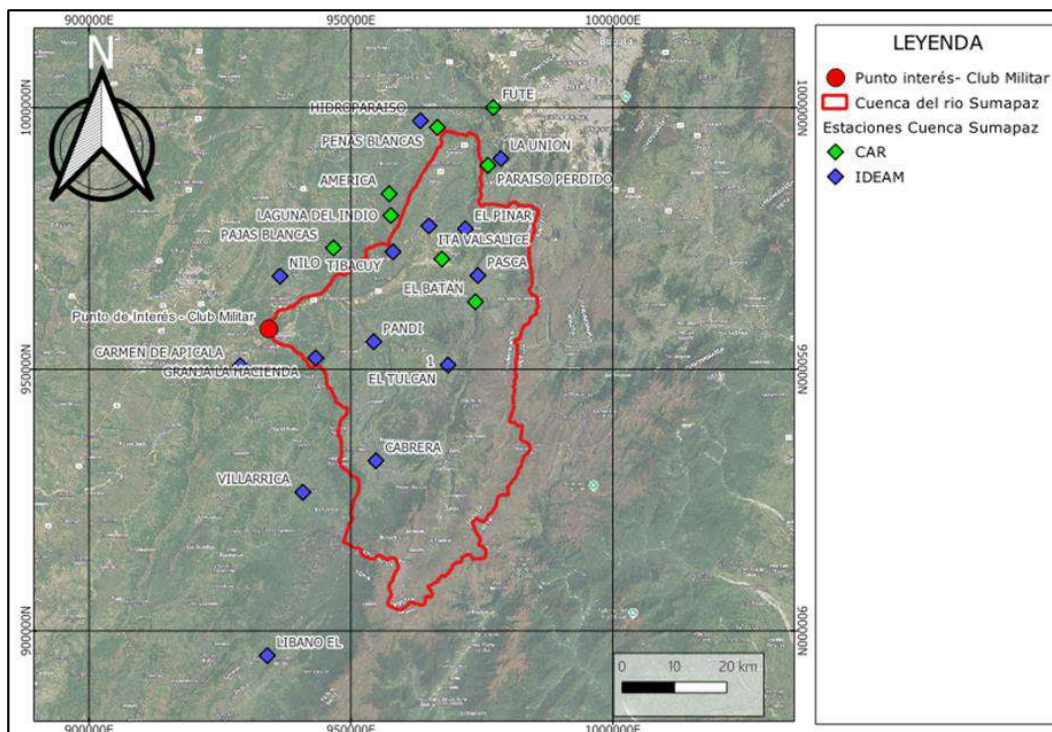 900000E
950000E
1000000E
N
Bogotá
FUTE
HIDROPARAISO
PENAS BLANCAS
LA UNION
PARAISO PERDIDO
AMERICA
LAGUNA DEL INDIO
EL PINAR
PAJAS BLANCAS
ITA VALSALICE
NILO
TIBACUY
PASCA
EL BATAN
Punto de Interés - Club Militar
PANDI
CARMEN DE APICALA
GRANJA LA HACIENDA
1
EL TULCAN
CABRERA
VILLARRICA
LIBANO EL
0 10 20 km
1000000N
950000N
900000N
1000000N
950000N
900000N
900000E
950000E
1000000E
LEYENDA
Punto interés- Club Militar
Cuenca del rio Sumapaz
Estaciones Cuenca Sumapaz
CAR
IDEAM